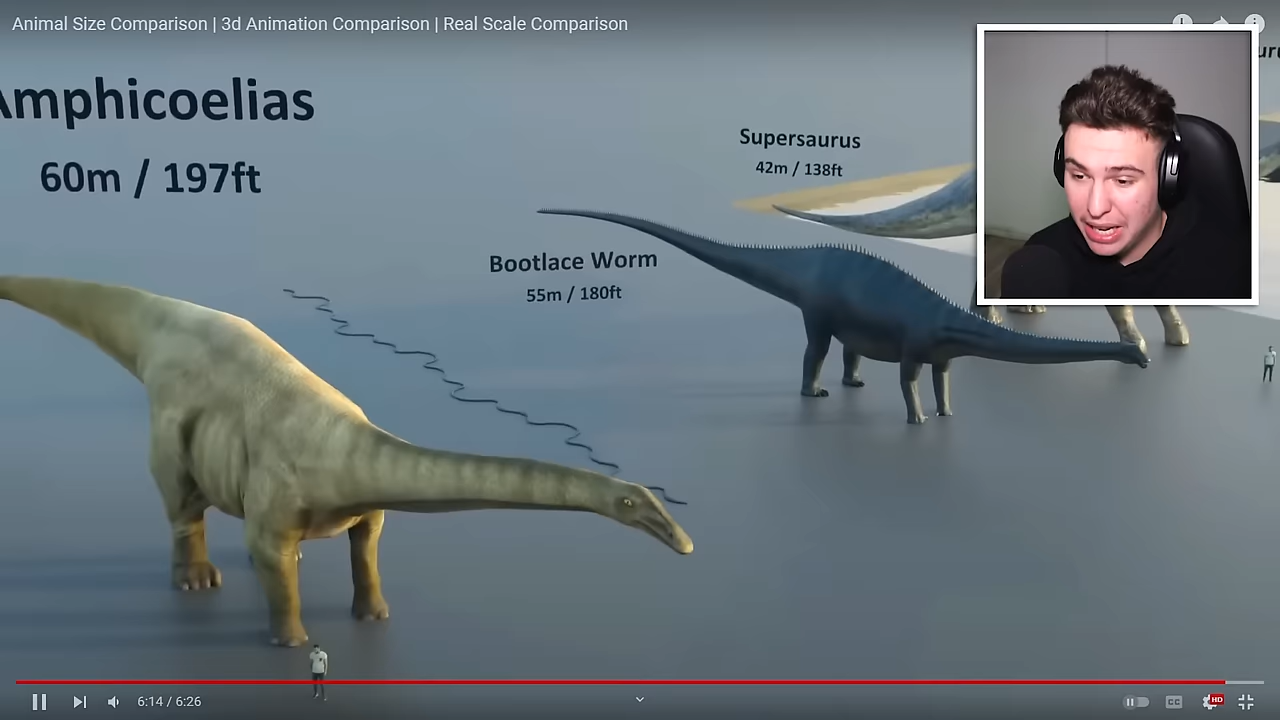 Animal Size Comparison | 3d Animation Comparison | Real Scale Comparison
Amphicoelias
60m / 197ft
Supersaurus
42m / 138ft
Bootlace Worm
55m / 180ft
6:14 / 6:26
CC
HD